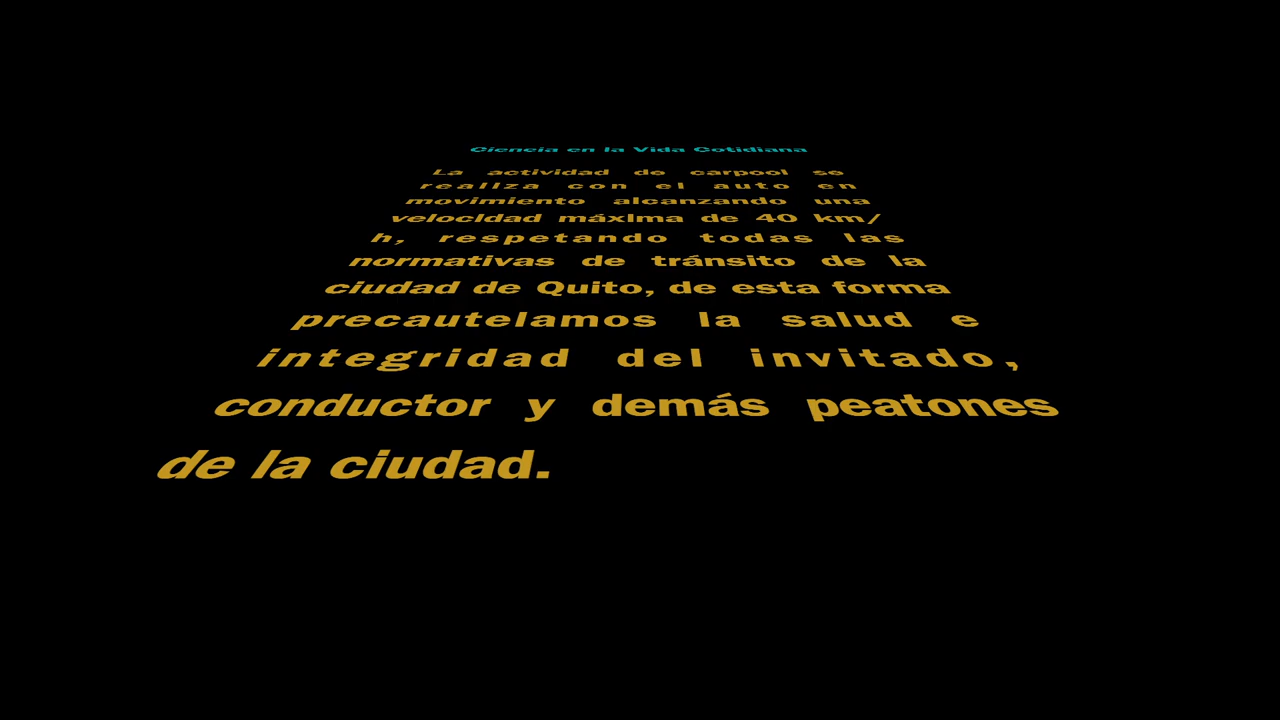 Ciencia en la Vida Cotidiana
La actividad de carpool se
realiza con el auto en
movimiento alcanzando una
velocidad máxima de 40 km/
h, respetando todas las
normativas de tránsito de la
ciudad de Quito, de esta forma
precautelamos la salud e
integridad del invitado,
conductor y demás peatones
de la ciudad.